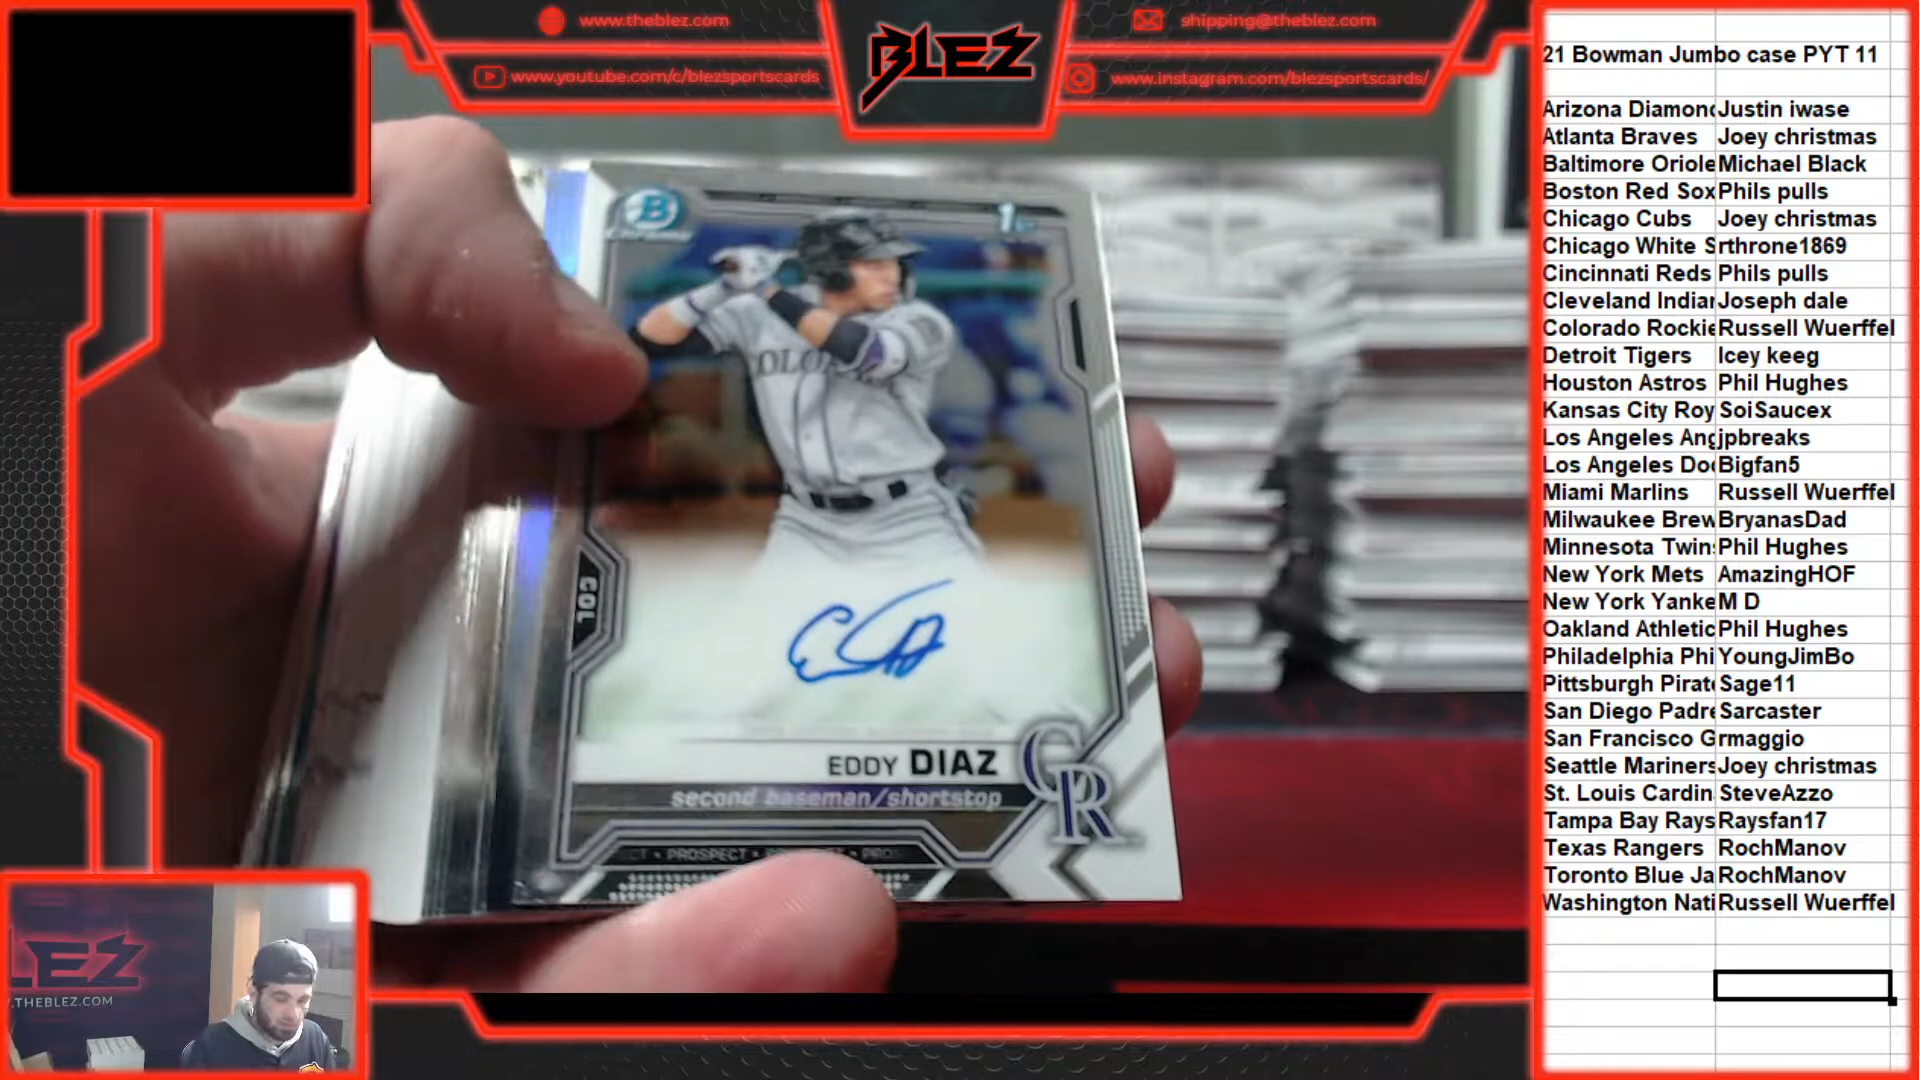 www.theblez.com
www.youtube.com/c/blezsportscards
BLEZ
shipping@theblez.com
www.instagram.com/blezsportscards/
21 Bowman Jumbo case PYT 11
Arizona Diamond Justin iwase
Atlanta Braves Joey christmas
Baltimore Oriole Michael Black
Boston Red Sox Phils pulls
Chicago Cubs Joey christmas
Chicago White S rthrone1869
Cincinnati Reds Phils pulls
Cleveland Indian Joseph dale
Colorado Rockie Russell Wuerffel
Detroit Tigers Icey keeg
Houston Astros Phil Hughes
Kansas City Roy SoiSaucex
Los Angeles Ang jpbreaks
Los Angeles Dod Bigfan5
Miami Marlins Russell Wuerffel
Milwaukee Brew BryanasDad
Minnesota Twins Phil Hughes
New York Mets AmazingHOF
New York Yanke M D
Oakland Athletic Phil Hughes
Philadelphia Phi YoungJimBo
Pittsburgh Pirate Sage11
San Diego Padre Sarcaster
San Francisco G rmaggio
Seattle Mariners Joey christmas
St. Louis Cardin SteveAzzo
Tampa Bay Rays Raysfan17
Texas Rangers RochManov
Toronto Blue Ja RochManov
Washington Nati Russell Wuerffel
B
1st
COLO
COL
EDDY DIAZ
second baseman/shortstop
CR
PROSPECT
LEZ
.THEBLEZ.COM